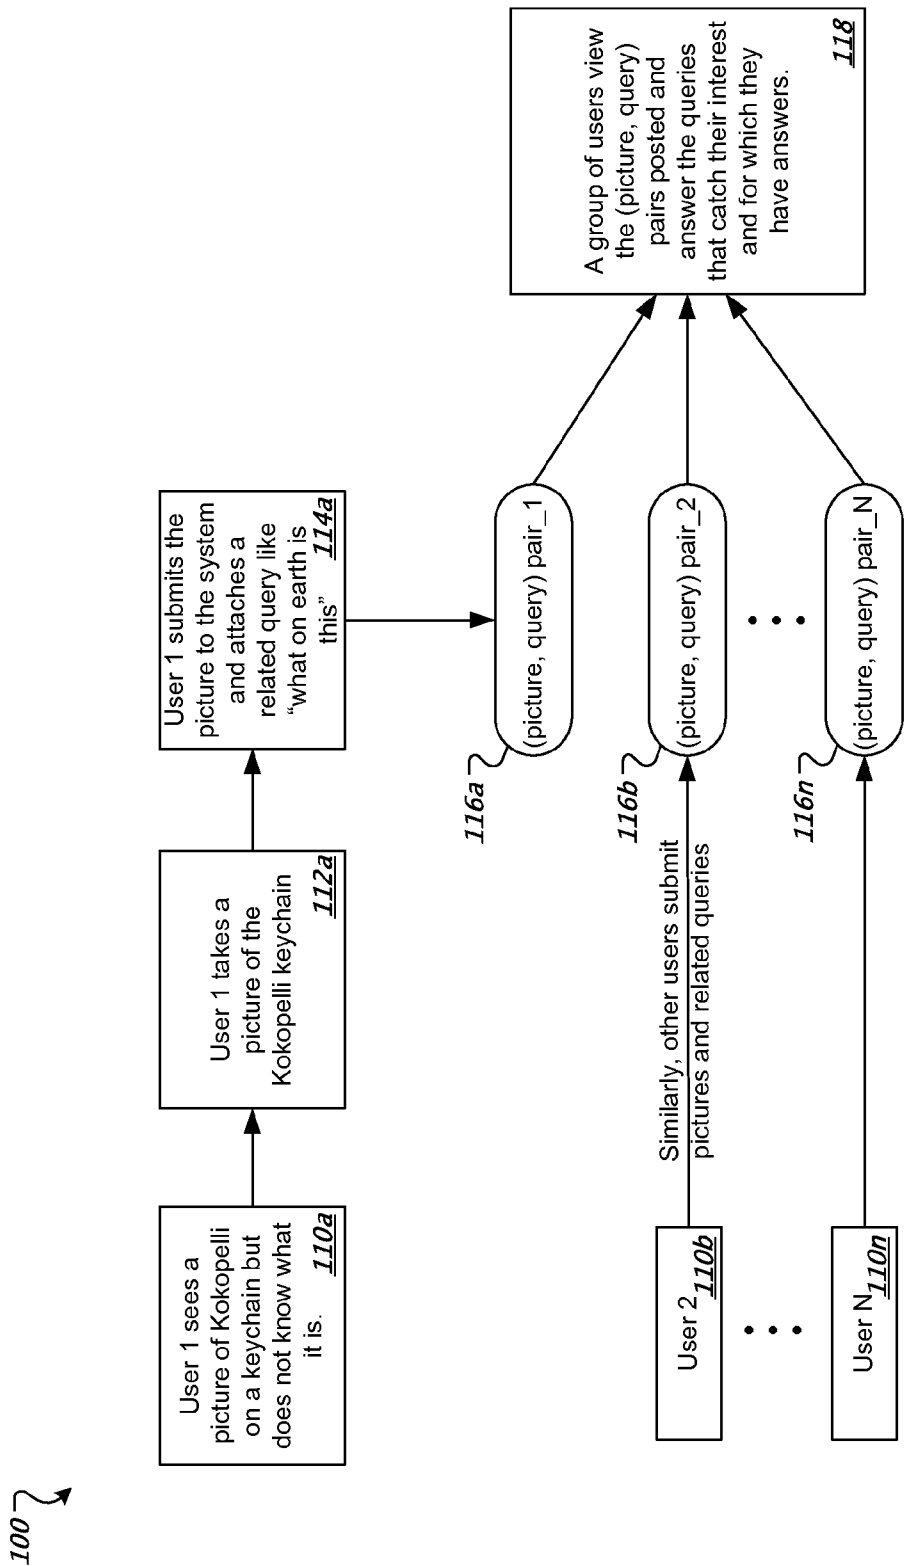 100
User 1 sees a
picture of Kokopelli
on a keychain but
does not know what
it is.
110a
User 1 takes a
picture of the
Kokopelli keychain
112a
User 1 submits the
picture to the system
and attaches a
related query like
“what on earth is
this”
114a
116a
(picture, query) pair_1
User 2
110b
Similarly, other users submit
pictures and related queries
116b
(picture, query) pair_2
User N
110n
116n
(picture, query) pair_N
A group of users view
the (picture, query)
pairs posted and
answer the queries
that catch their interest
and for which they
have answers.
118